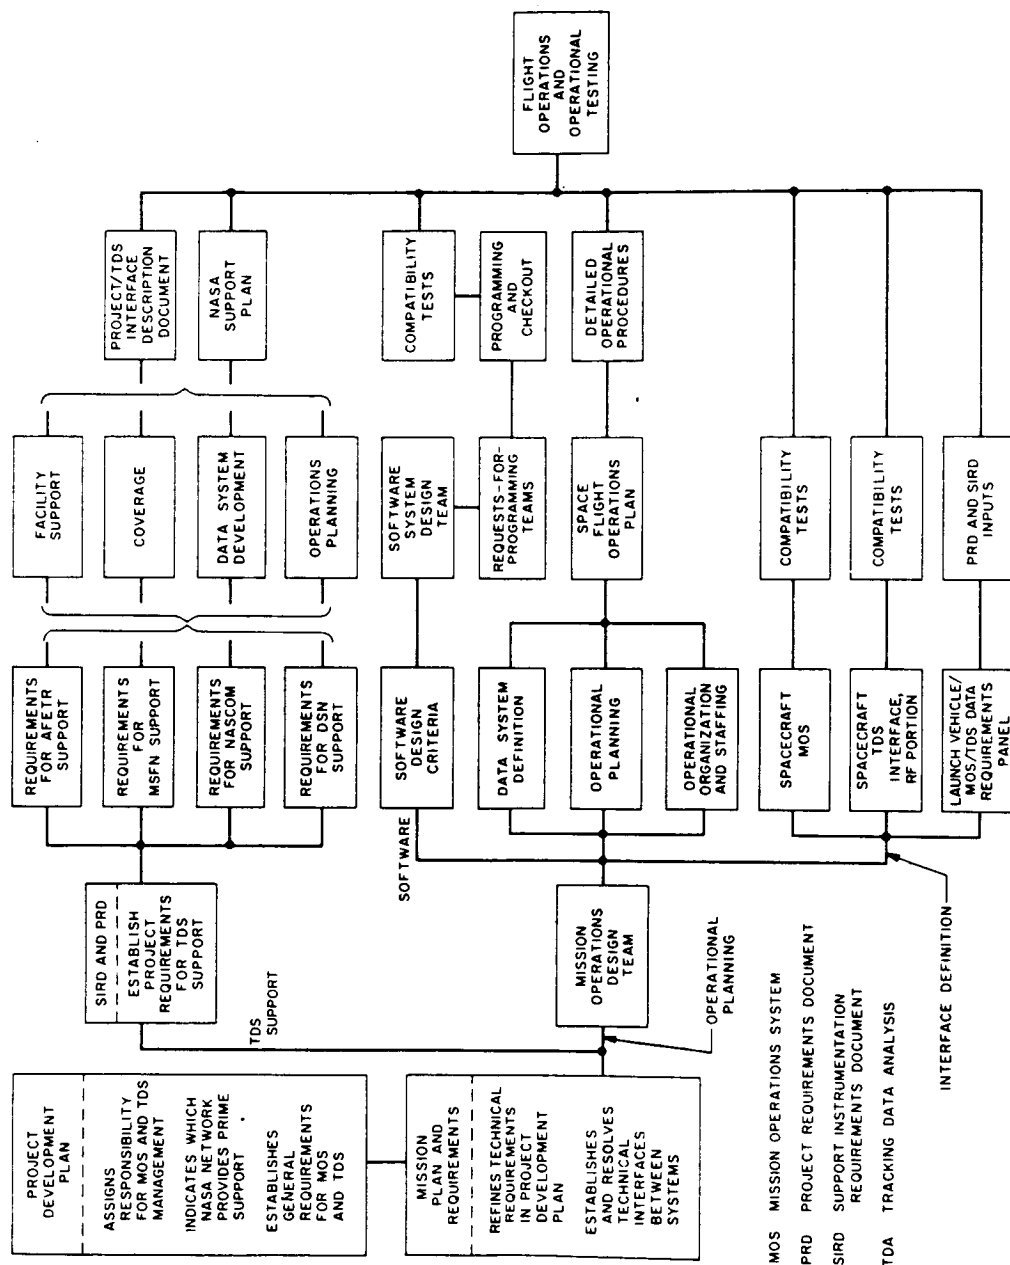 PROJECT
DEVELOPMENT
PLAN
ASSIGNS
RESPONSIBILITY
FOR MOS AND TDS
MANAGEMENT
INDICATES WHICH
NASA NETWORK
PROVIDES PRIME
SUPPORT
ESTABLISHES
GENERAL
REQUIREMENTS
FOR MOS
AND TDS
MISSION
PLAN AND
REQUIREMENTS
REFINES TECHNICAL
REQUIREMENTS
IN PROJECT
DEVELOPMENT
PLAN
ESTABLISHES
AND RESOLVES
TECHNICAL
INTERFACES
BETWEEN
SYSTEMS
TDS
SUPPORT
OPERATIONAL
PLANNING
SIRD AND PRD
ESTABLISH
PROJECT
REQUIREMENTS
FOR TDS
SUPPORT
MISSION
OPERATIONS
DESIGN
TEAM
SOFTWARE
INTERFACE DEFINITION
REQUIREMENTS
FOR AFETR
SUPPORT
REQUIREMENTS
FOR
MSFN SUPPORT
REQUIREMENTS
FOR NASCOM
SUPPORT
REQUIREMENTS
FOR DSN
SUPPORT
SOFTWARE
DESIGN
CRITERIA
DATA SYSTEM
DEFINITION
OPERATIONAL
PLANNING
OPERATIONAL
ORGANIZATION
AND STAFFING
SPACECRAFT
MOS
SPACECRAFT
TDS
INTERFACE,
RF PORTION
LAUNCH VEHICLE/
MOS/TDS DATA
REQUIREMENTS
PANEL
FACILITY
SUPPORT
COVERAGE
DATA SYSTEM
DEVELOPMENT
OPERATIONS
PLANNING
SOFTWARE
SYSTEM
DESIGN
TEAM
REQUESTS-FOR-
PROGRAMMING
TEAMS
SPACE
FLIGHT
OPERATIONS
PLAN
COMPATIBILITY
TESTS
COMPATIBILITY
TESTS
PRD AND SIRD
INPUTS
PROJECT/TDS
INTERFACE
DESCRIPTION
DOCUMENT
NASA
SUPPORT
PLAN
COMPATIBILITY
TESTS
PROGRAMMING
AND
CHECKOUT
DETAILED
OPERATIONAL
PROCEDURES
FLIGHT
OPERATIONS
AND
OPERATIONAL
TESTING
MOS MISSION OPERATIONS SYSTEM
PRD PROJECT REQUIREMENTS DOCUMENT
SIRD SUPPORT INSTRUMENTATION
REQUIREMENTS DOCUMENT
TDA TRACKING DATA ANALYSIS